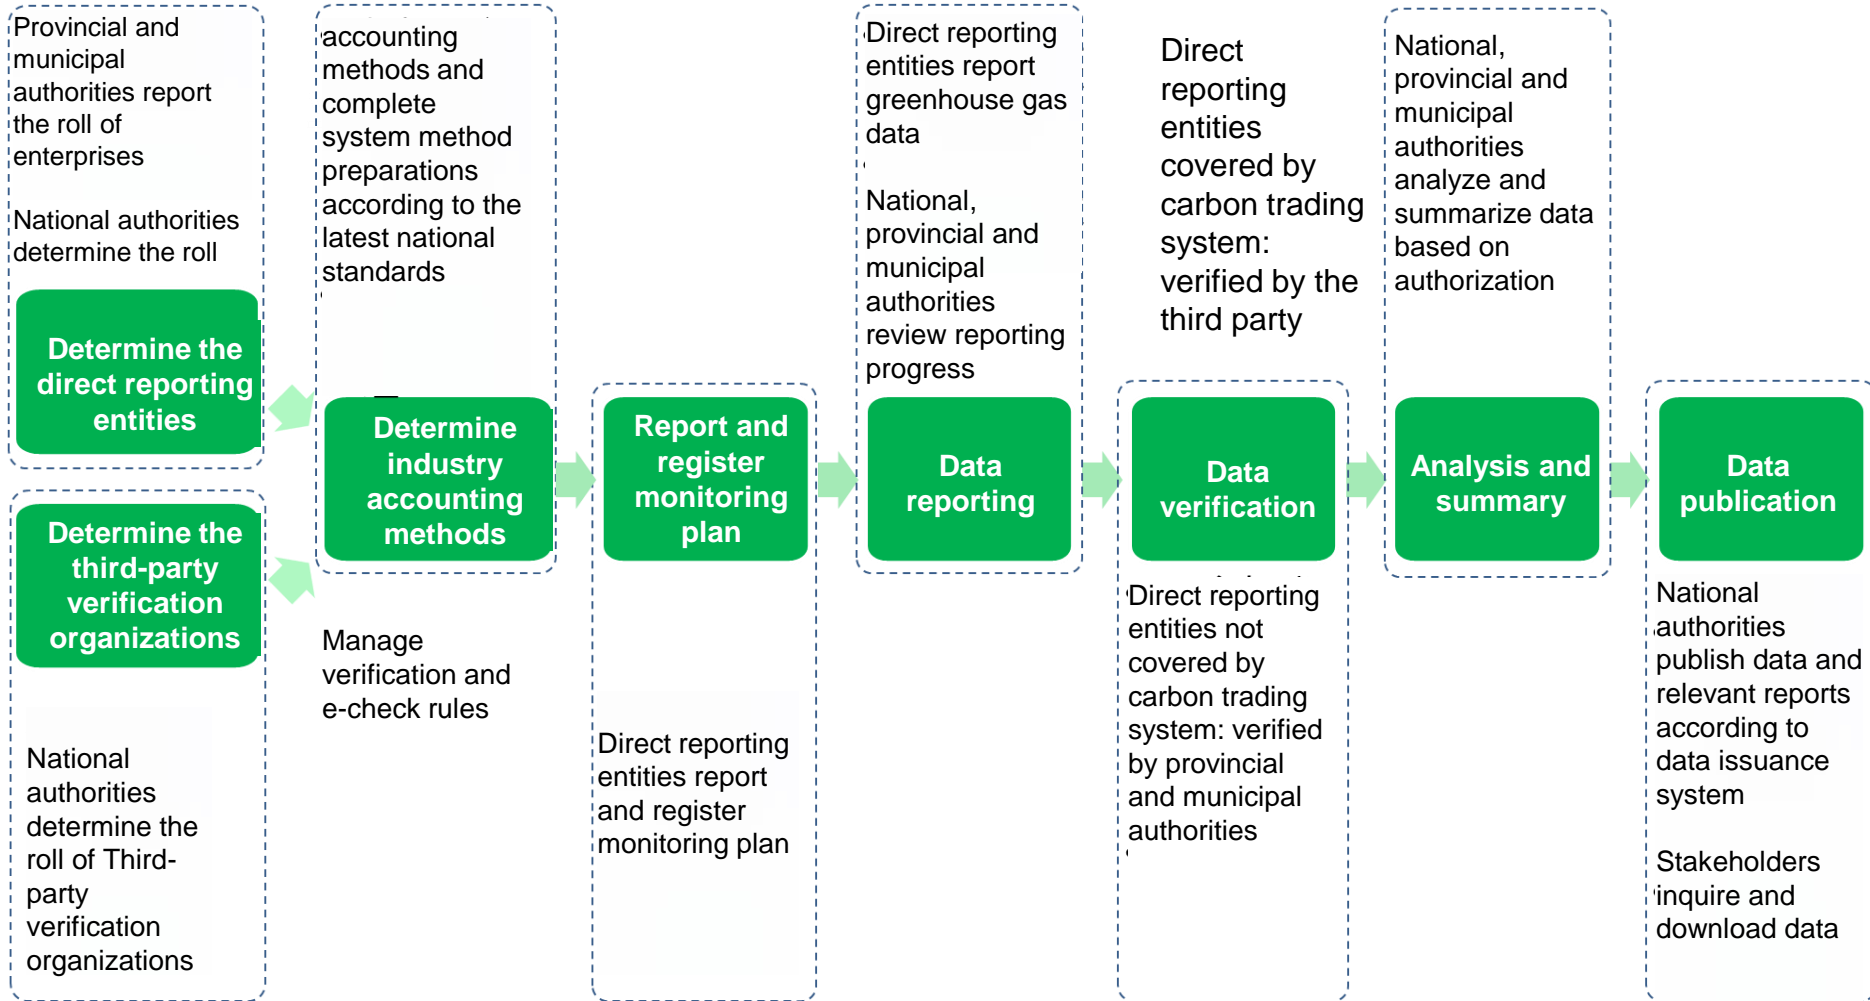 Provincial and
municipal
authorities report
the roll of
enterprises
National authorities
determine the roll
Determine the
direct reporting
entities
Determine the
third-party
verification
organizations
National
authorities
determine the
roll of Third-
party
verification
organizations
accounting
methods and
complete
system method
preparations
according to the
latest national
standards
Determine
industry
accounting
methods
Manage
verification and
e-check rules
Report and
register
monitoring
plan
Direct reporting
entities report
and register
monitoring plan
Direct reporting
entities report
greenhouse gas
data
National,
provincial and
municipal
authorities
review reporting
progress
Data
reporting
Direct
reporting
entities
covered by
carbon trading
system:
verified by the
third party
Data
verification
Direct reporting
entities not
covered by
carbon trading
system: verified
by provincial
and municipal
authorities
National,
provincial and
municipal
authorities
analyze and
summarize data
based on
authorization
Analysis and
summary
Data
publication
National
authorities
publish data and
relevant reports
according to
data issuance
system
Stakeholders
inquire and
download data